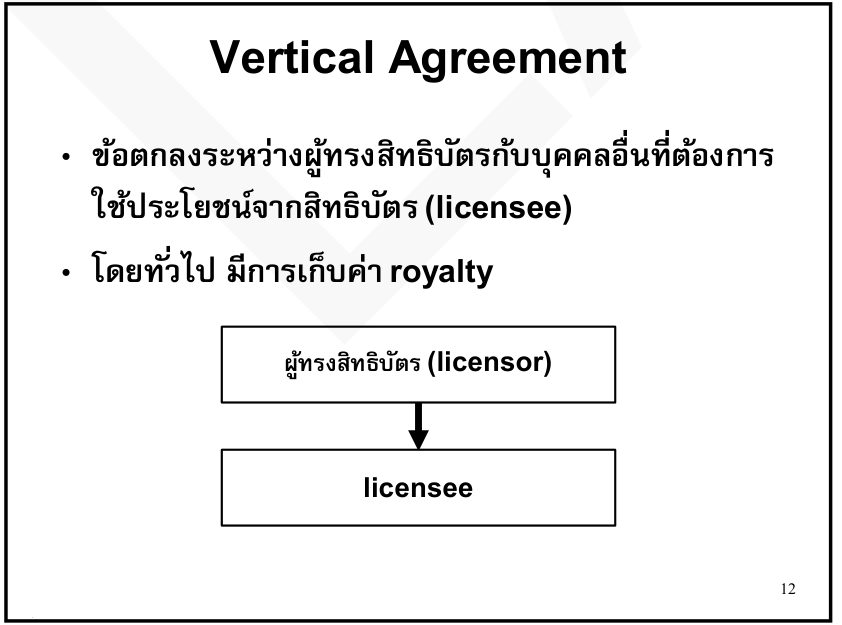 Vertical Agreement
• ข้อตกลงระหว่างผู้ทรงสิทธิบัตรกับบุคคลอื่นที่ต้องการ
ใช้ประโยชน์จากสิทธิบัตร (licensee)
• โดยทั่วไป มีการเก็บค่า royalty
ผู้ทรงสิทธิบัตร (licensor)
licensee
12